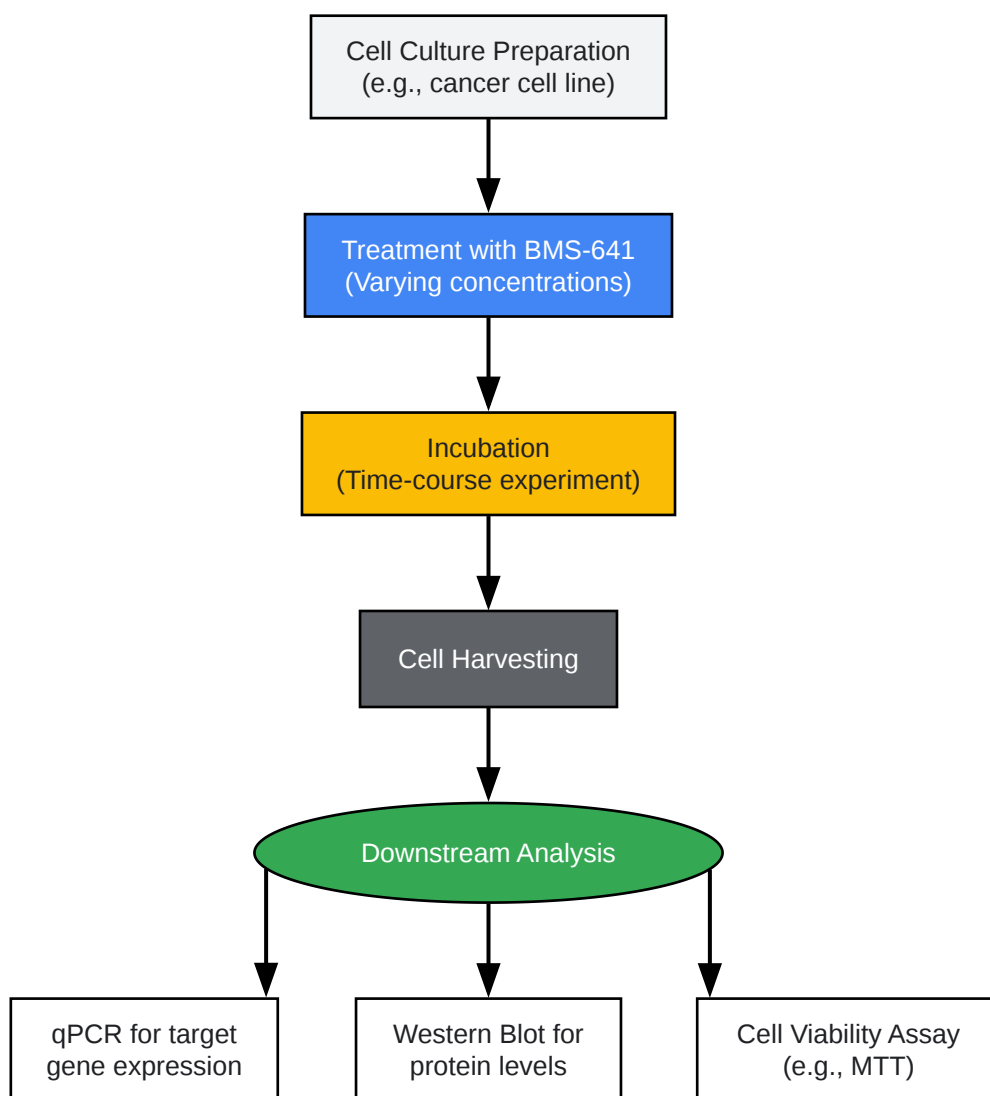 Cell Culture Preparation
(e.g., cancer cell line)
Treatment with BMS-641
(Varying concentrations)
Incubation
(Time-course experiment)
Cell Harvesting
Downstream Analysis
qPCR for target
gene expression
Western Blot for
protein levels
Cell Viability Assay
(e.g., MTT)